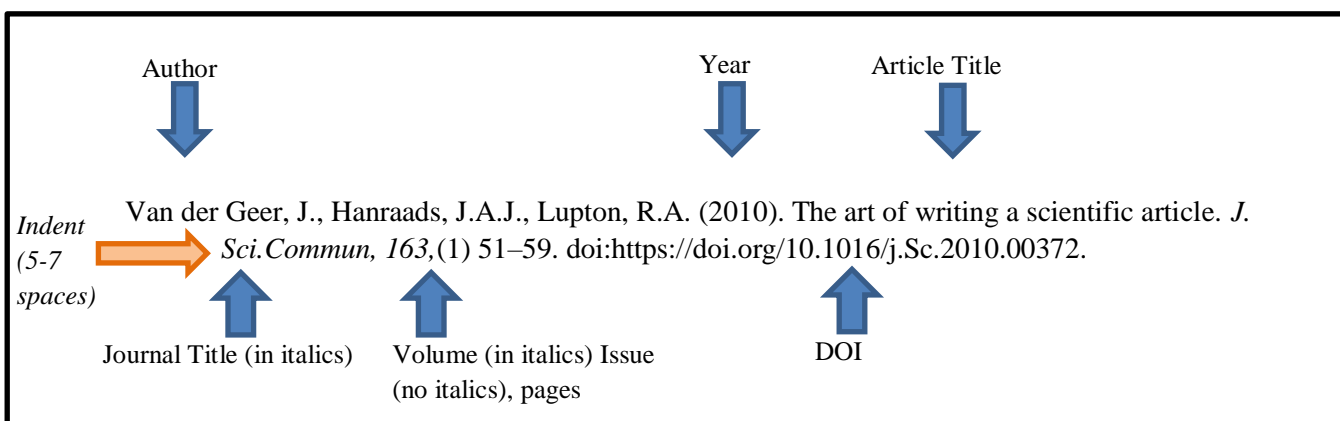 Author Year Article Title
Van der Geer, J., Hanraads, J.A.J., Lupton, R.A. (2010). The art of writing a scientific article. J.
Indent
(5-7
spaces)
Sci.Commun, 163,(1) 51–59. doi:https://doi.org/10.1016/j.Sc.2010.00372.
Journal Title (in italics)
Volume (in italics) Issue
(no italics), pages
DOI